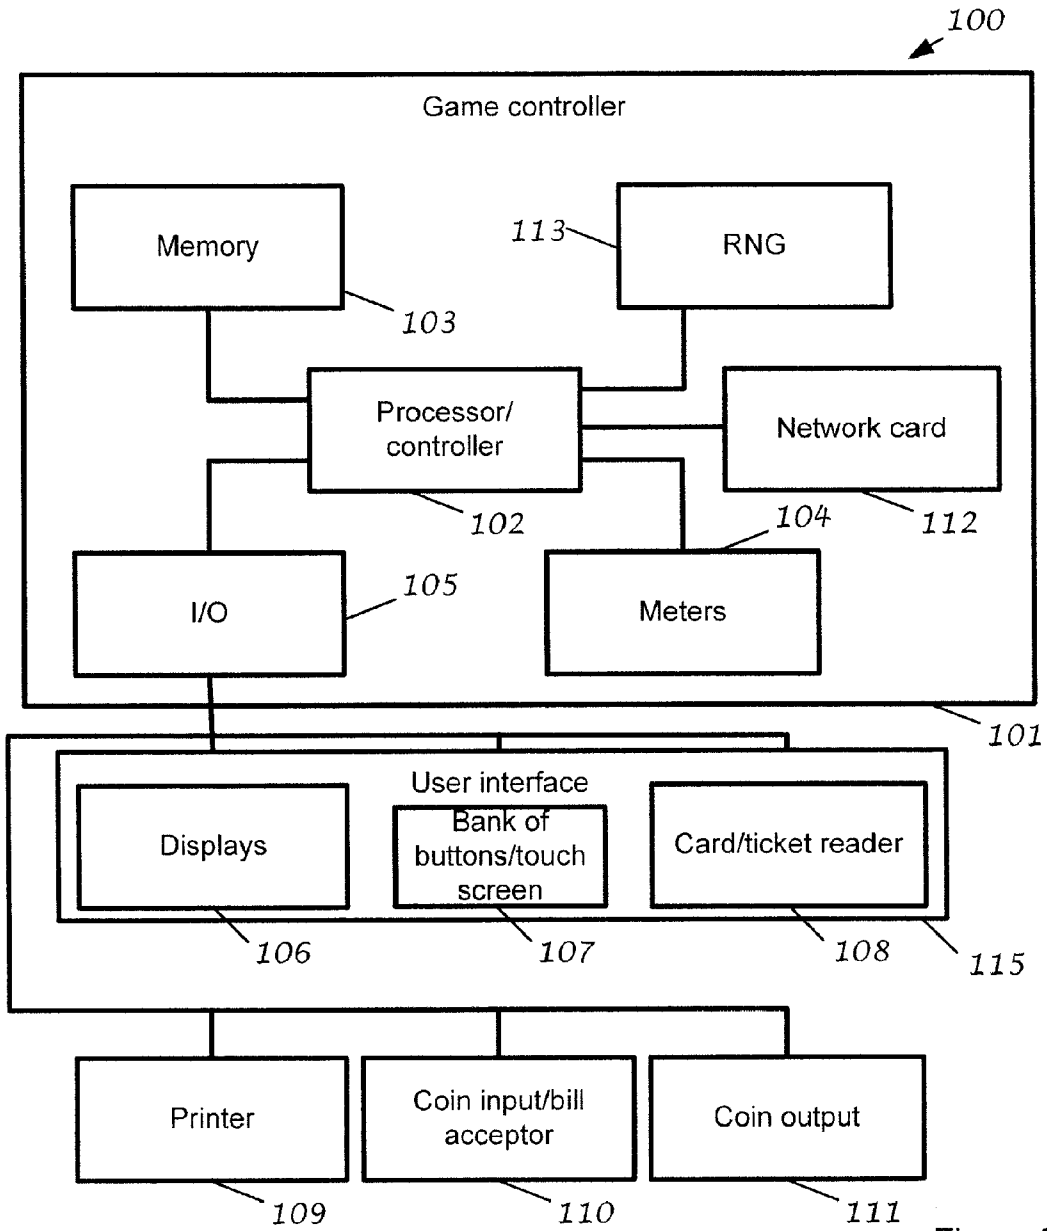 100
Game controller
Memory
113
RNG
103
Processor/
controller
Network card
102
104
112
I/O
105
Meters
101
User interface
Displays
Bank of
buttons/touch
screen
Card/ticket reader
106
107
108
115
Printer
Coin input/bill
acceptor
Coin output
109
110
111